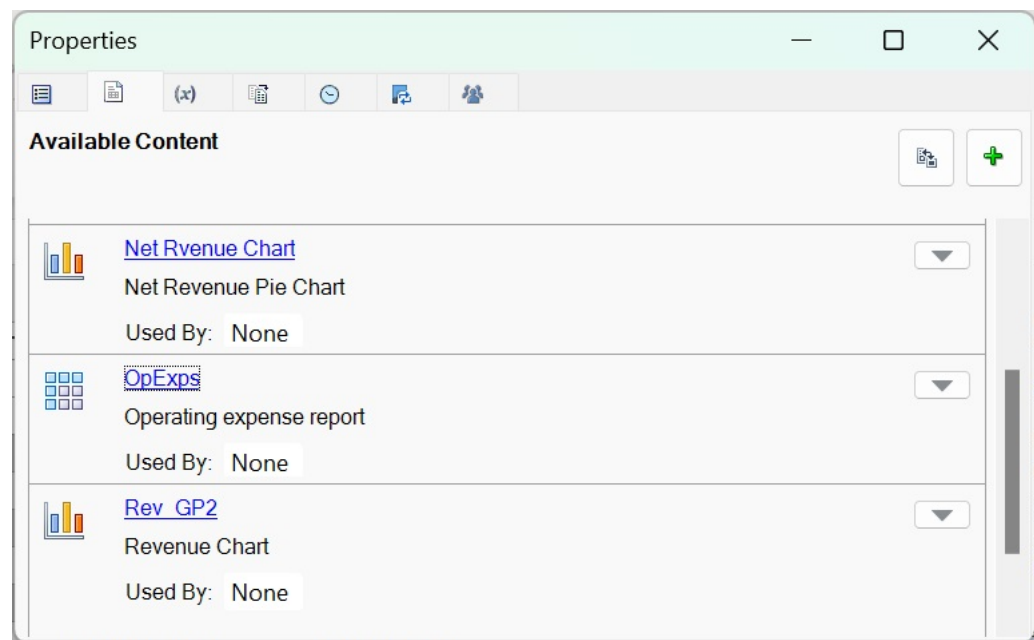 Properties
(x)
Available Content
Net Rvenue Chart
Net Revenue Pie Chart
Used By: None
OpExps
Operating expense report
Used By: None
Rev_GP2
Revenue Chart
Used By: None